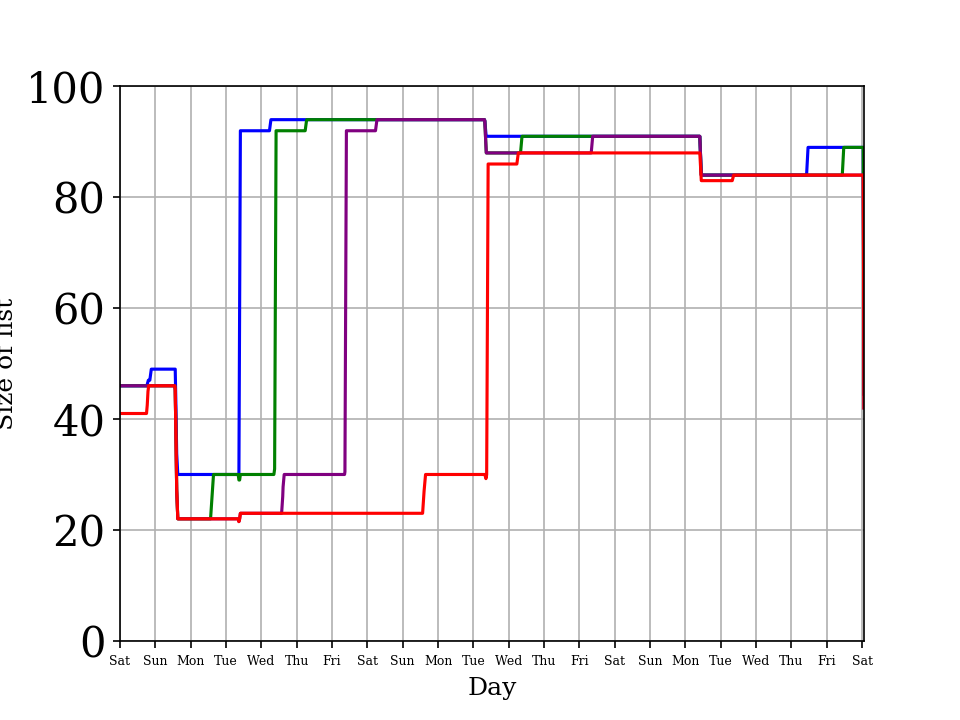 100
80
60
40
20
0
Size of list
Sat Sun Mon Tue Wed Thu Fri Sat Sun Mon Tue Wed Thu Fri Sat Sun Mon Tue Wed Thu Fri Sat
Day